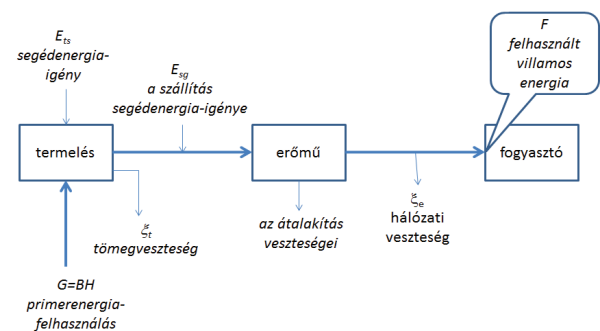 E_ts
segédenergia-
igény
E_sg
a szállítás
segédenergia-igénye
F
felhasznált
villamos
energia
termelés
erőmű
fogyasztó
ξ_t
tömegveszteség
az átalakítás
veszteségei
ξ_e
hálózati
veszteség
G=BH
primerenergia-
felhasználás